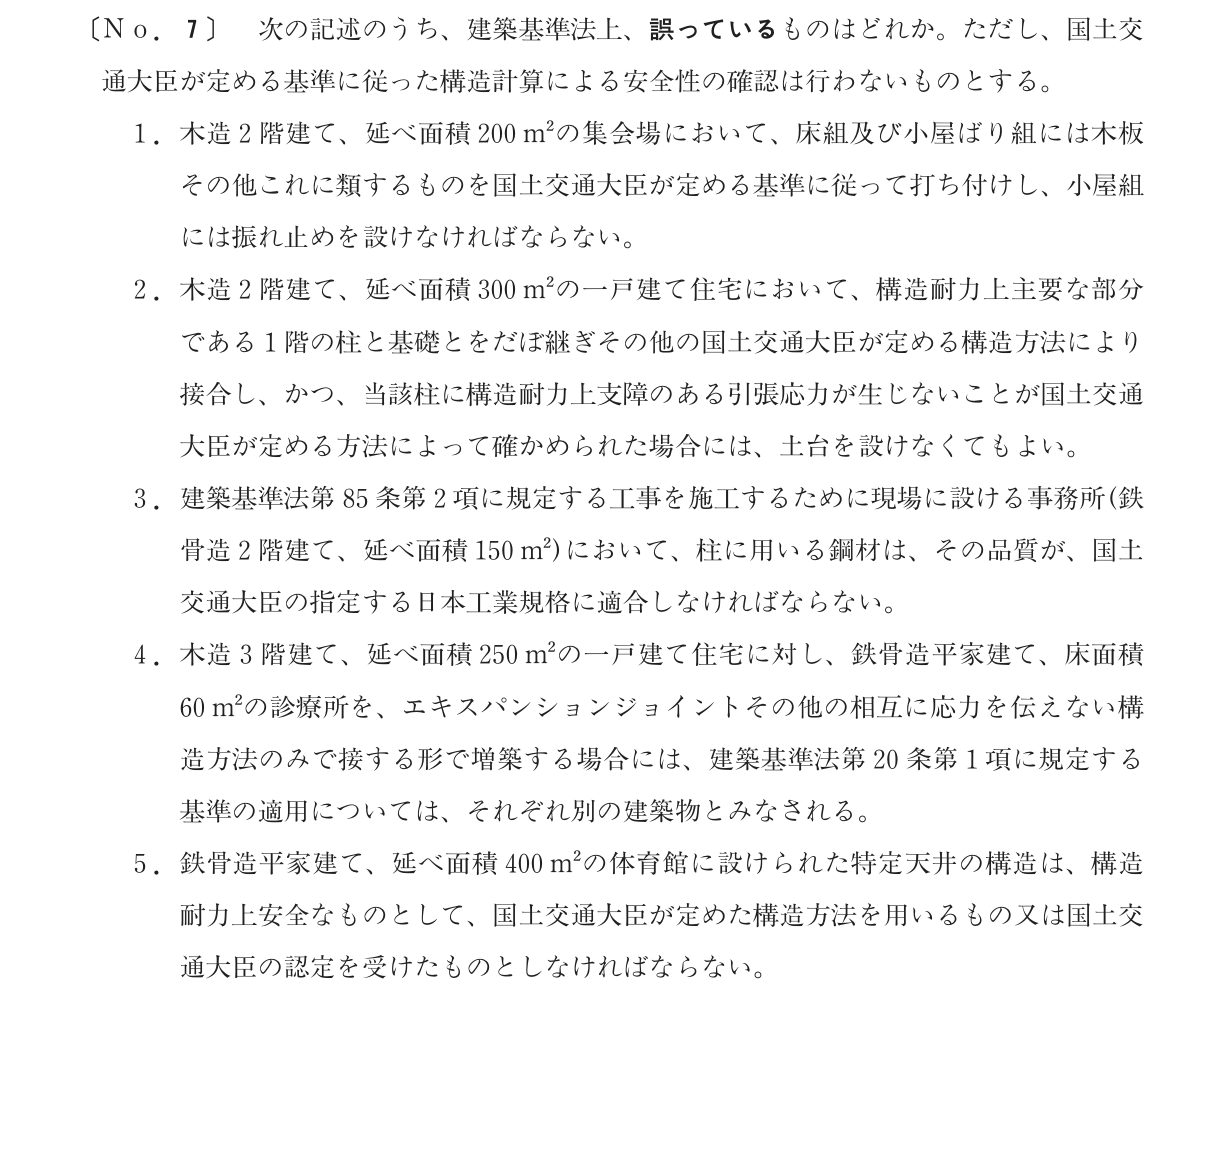 〔No. 7〕 次の記述のうち、建築基準法上、誤っているものはどれか。ただし、国土交
通大臣が定める基準に従った構造計算による安全性の確認は行わないものとする。
1．木造2階建て、延べ面積200 m²の集会場において、床組及び小屋ばり組には木板
その他これに類するものを国土交通大臣が定める基準に従って打ち付けし、小屋組
には振れ止めを設けなければならない。
2．木造2階建て、延べ面積300 m²の一戸建て住宅において、構造耐力上主要な部分
である1階の柱と基礎とをだぼ継ぎその他の国土交通大臣が定める構造方法により
接合し、かつ、当該柱に構造耐力上支障のある引張応力が生じないことが国土交通
大臣が定める方法によって確かめられた場合には、土台を設けなくてもよい。
3．建築基準法第85条第2項に規定する工事を施工するために現場に設ける事務所(鉄
骨造2階建て、延べ面積150 m²)において、柱に用いる鋼材は、その品質が、国土
交通大臣の指定する日本工業規格に適合しなければならない。
4．木造3階建て、延べ面積250 m²の一戸建て住宅に対し、鉄骨造平家建て、床面積
60 m²の診療所を、エキスパンションジョイントその他の相互に応力を伝えない構
造方法のみで接する形で増築する場合には、建築基準法第20条第1項に規定する
基準の適用については、それぞれ別の建築物とみなされる。
5．鉄骨造平家建て、延べ面積400 m²の体育館に設けられた特定天井の構造は、構造
耐力上安全なものとして、国土交通大臣が定めた構造方法を用いるもの又は国土交
通大臣の認定を受けたものとしなければならない。